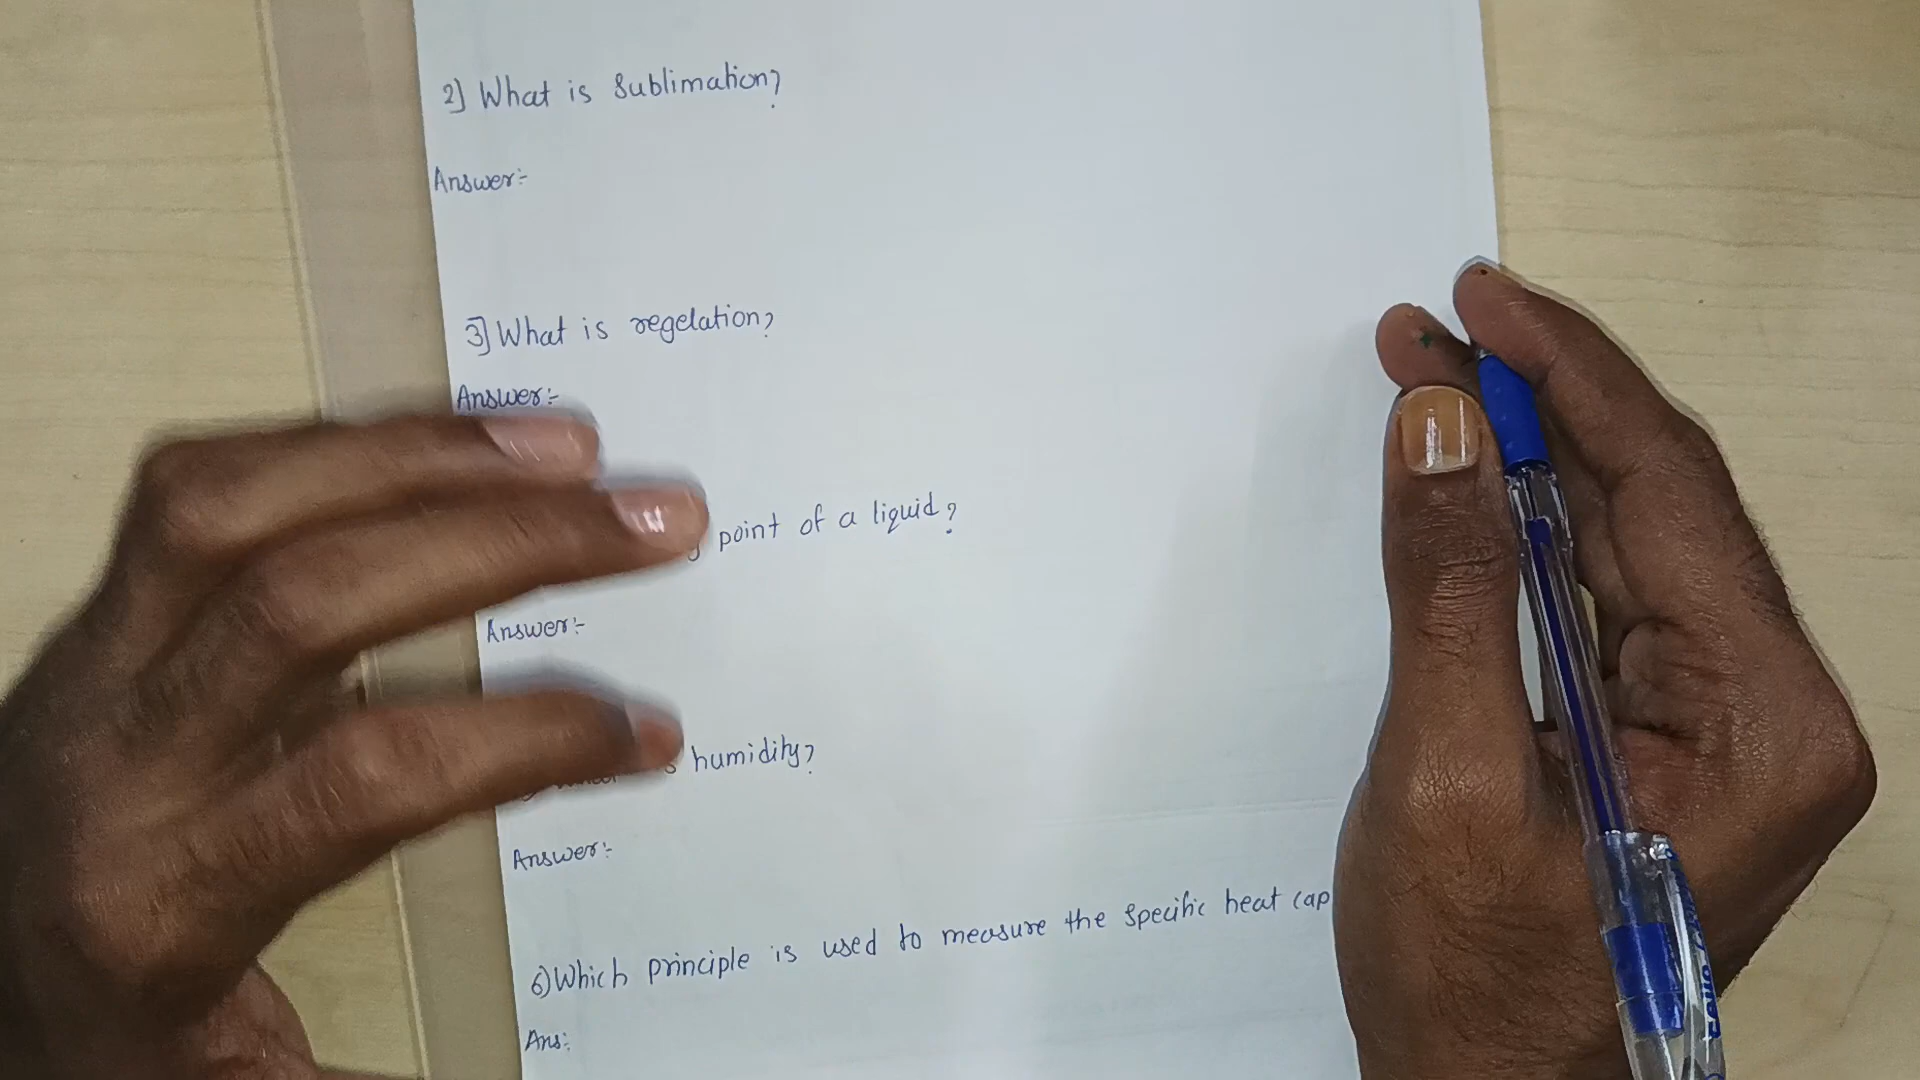 2) What is sublimation?
Answer:-
3] What is regelation?
Answer:-
point of a liquid?
Answer:-
humidity?
Answer:-
6) Which principle is used to measure the specific heat cap
Ans: